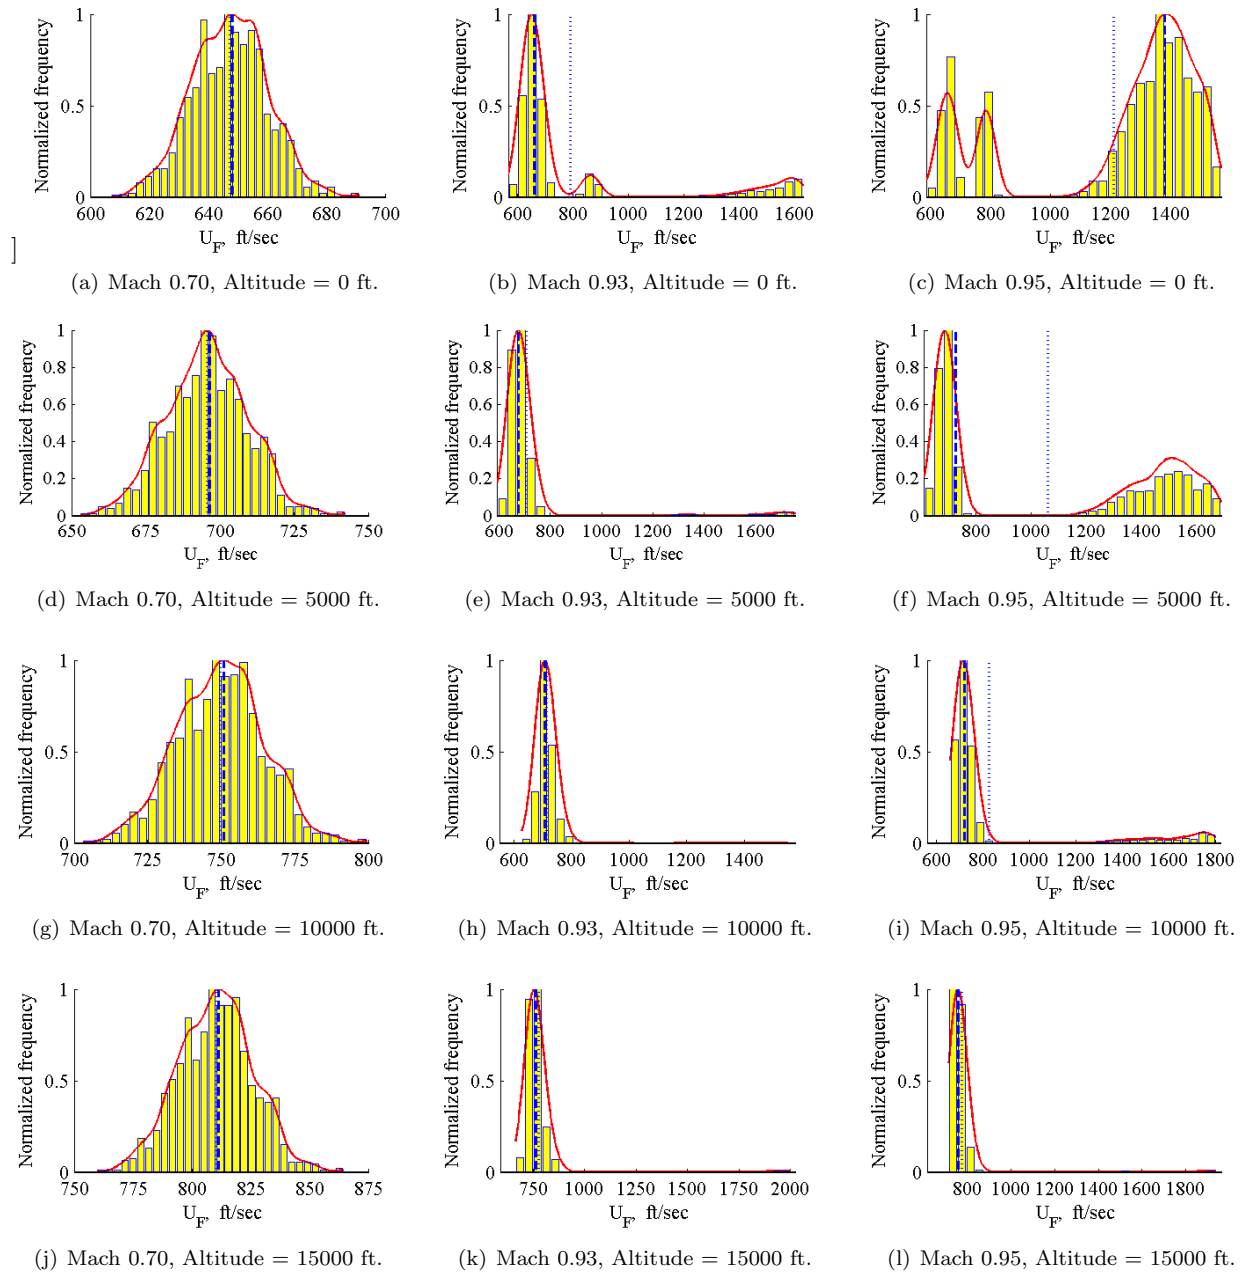 Normalized frequency
1
0.5
0
600 620 640 660 680 700
U_F, ft/sec
]
(a) Mach 0.70, Altitude = 0 ft.
Normalized frequency
1
0.5
0
600 800 1000 1200 1400 1600
U_F, ft/sec
(b) Mach 0.93, Altitude = 0 ft.
Normalized frequency
1
0.5
0
600 800 1000 1200 1400
U_F, ft/sec
(c) Mach 0.95, Altitude = 0 ft.
Normalized frequency
1
0.8
0.6
0.4
0.2
0
650 675 700 725 750
U_F, ft/sec
(d) Mach 0.70, Altitude = 5000 ft.
Normalized frequency
1
0.8
0.6
0.4
0.2
0
600 800 1000 1200 1400 1600
U_F, ft/sec
(e) Mach 0.93, Altitude = 5000 ft.
Normalized frequency
1
0.8
0.6
0.4
0.2
0
600 800 1000 1200 1400 1600
U_F, ft/sec
(f) Mach 0.95, Altitude = 5000 ft.
Normalized frequency
1
0.5
0
700 725 750 775 800
U_F, ft/sec
(g) Mach 0.70, Altitude = 10000 ft.
Normalized frequency
1
0.5
0
600 800 1000 1200 1400
U_F, ft/sec
(h) Mach 0.93, Altitude = 10000 ft.
Normalized frequency
1
0.5
0
600 800 1000 1200 1400 1600 1800
U_F, ft/sec
(i) Mach 0.95, Altitude = 10000 ft.
Normalized frequency
1
0.5
0
750 775 800 825 850 875
U_F, ft/sec
(j) Mach 0.70, Altitude = 15000 ft.
Normalized frequency
1
0.5
0
750 1000 1250 1500 1750 2000
U_F, ft/sec
(k) Mach 0.93, Altitude = 15000 ft.
Normalized frequency
1
0.5
0
800 1000 1200 1400 1600 1800
U_F, ft/sec
(l) Mach 0.95, Altitude = 15000 ft.